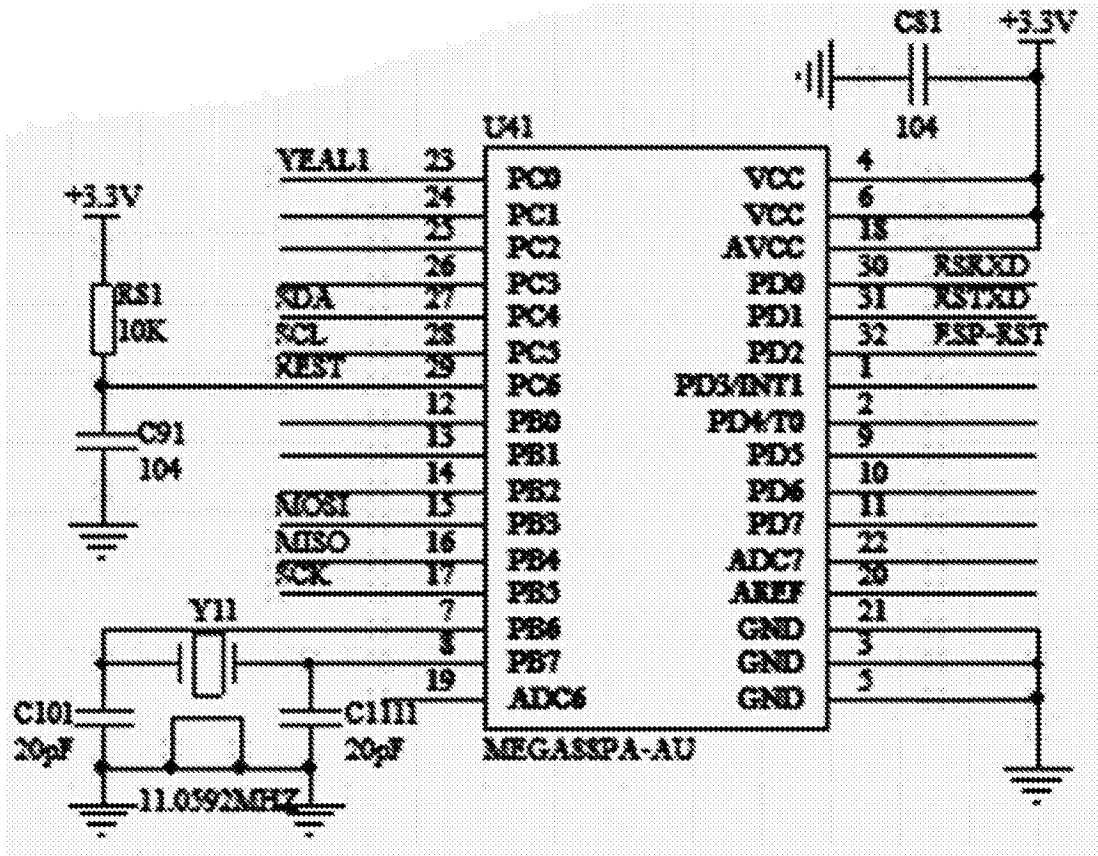 C81
+3.3V
104
U41
VEAL1 23 PC0 VCC 4
24 PC1 VCC 6
25 PC2 AVCC 18
26 PC3 PD0 30 RSRXD
SDA 27 PC4 PD1 31 RSTXD
SCL 28 PC5 PD2 32 ESP-RST
REST 29 PC6 PD3/INT1 1
12 PB0 PD4/T0 2
13 PB1 PD5 9
14 PB2 PD6 10
MOSI 15 PB3 PD7 11
MISO 16 PB4 ADC7 22
SCK 17 PB5 AREF 20
7 PB6 GND 21
8 PB7 GND 3
19 ADC6 GND 5
+3.3V
RS1
10K
C91
104
Y11
C101
20pF
C1111
20pF
11.0592MHZ